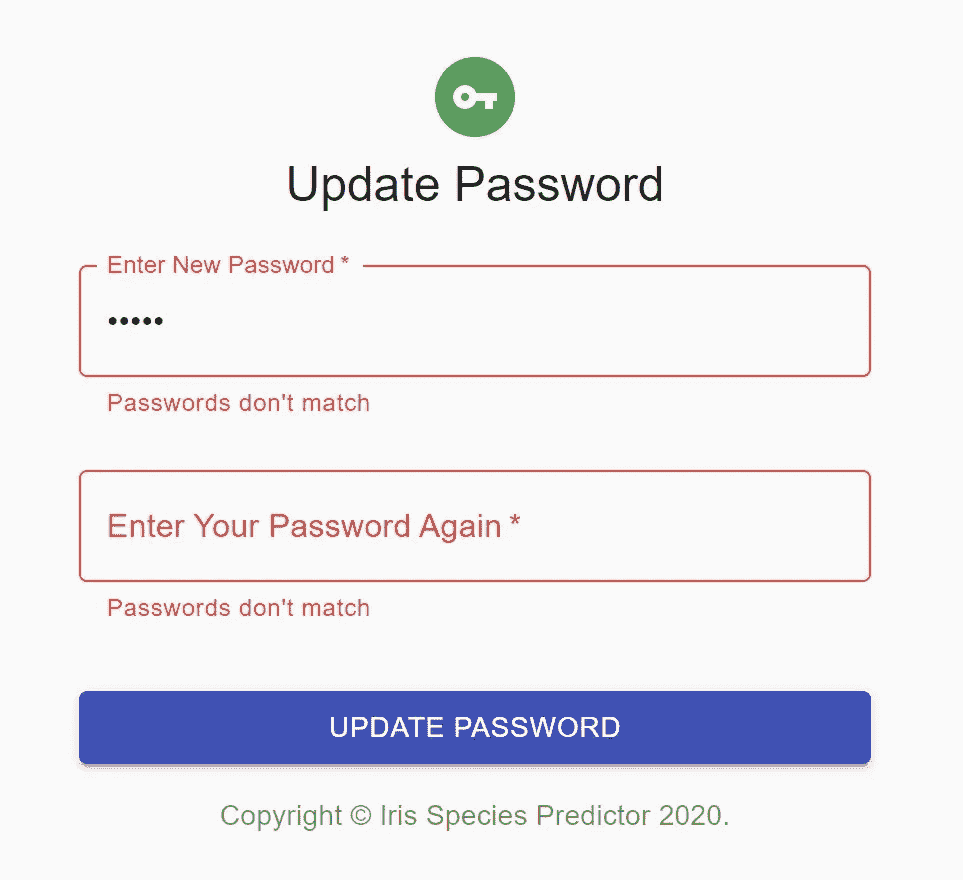 Update Password
Enter New Password *
•••••
Passwords don't match
Enter Your Password Again *
Passwords don't match
UPDATE PASSWORD
Copyright © Iris Species Predictor 2020.